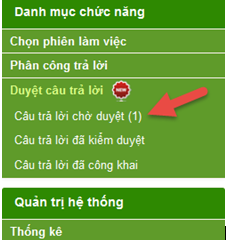 Danh mục chức năng
Chọn phiên làm việc
Phân công trả lời
Duyệt câu trả lời NEW
Câu trả lời chờ duyệt (1)
Câu trả lời đã kiểm duyệt
Câu trả lời đã công khai
Quản trị hệ thống
Thống kê